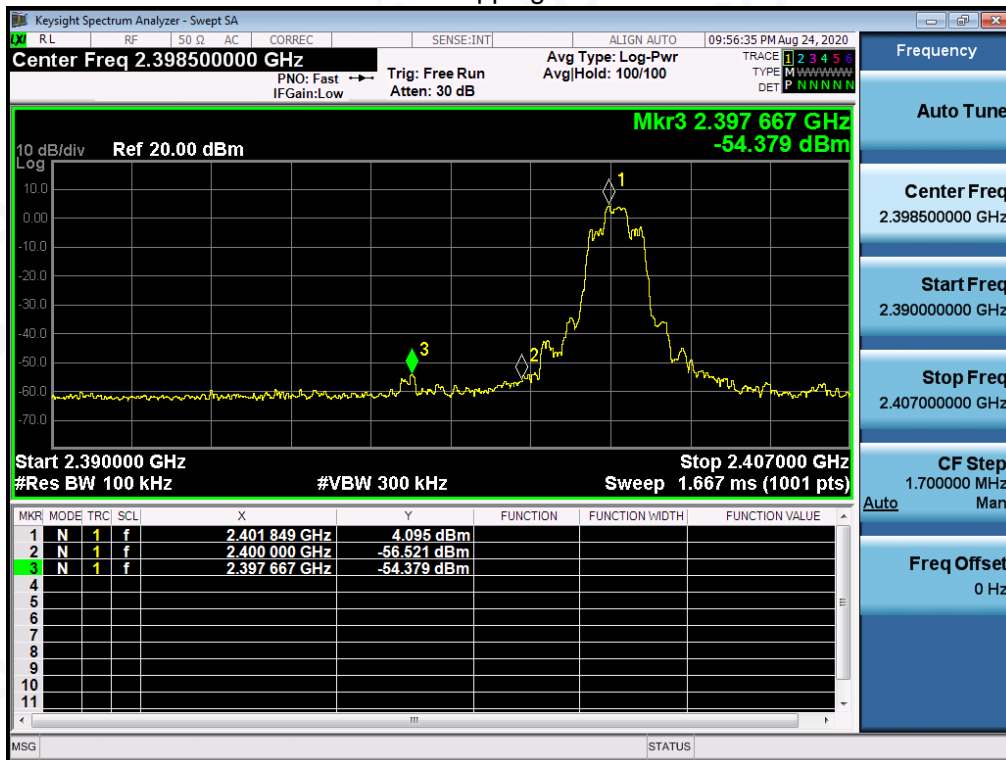 Keysight Spectrum Analyzer - Swept SA
LXI RL RF 50 Ω AC CORREC SENSE:INT ALIGN AUTO 09:56:35 PM Aug 24, 2020
Center Freq 2.398500000 GHz
PNO: Fast
IFGain:Low
Trig: Free Run
Atten: 30 dB
Avg Type: Log-Pwr
Avg|Hold: 100/100
TRACE 1 2 3 4 5 6
TYPE M WWWWW
DET P N N N N N
Mkr3 2.397 667 GHz
-54.379 dBm
10 dB/div
Log
Ref 20.00 dBm
10.0
0.00
-10.0
-20.0
-30.0
-40.0
-50.0
-60.0
-70.0
1
2
3
Start 2.390000 GHz
Stop 2.407000 GHz
#Res BW 100 kHz
#VBW 300 kHz
Sweep 1.667 ms (1001 pts)
MKR MODE TRC SCL X Y FUNCTION FUNCTION WIDTH FUNCTION VALUE
1 N 1 f 2.401 849 GHz 4.095 dBm
2 N 1 f 2.400 000 GHz -56.521 dBm
3 N 1 f 2.397 667 GHz -54.379 dBm
4
5
6
7
8
9
10
11
MSG
STATUS
Frequency
Auto Tune
Center Freq
2.398500000 GHz
Start Freq
2.390000000 GHz
Stop Freq
2.407000000 GHz
CF Step
1.700000 MHz
Auto Man
Freq Offset
0 Hz